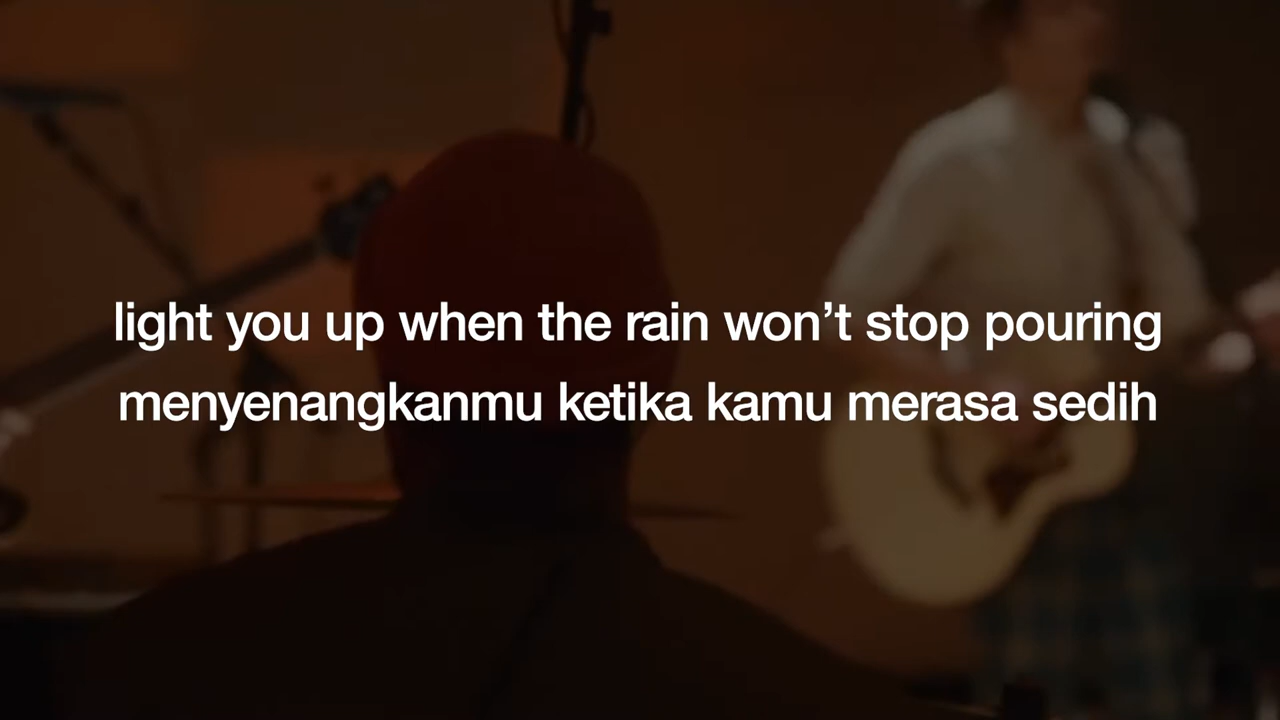 light you up when the rain won’t stop pouring
menyenangkanmu ketika kamu merasa sedih